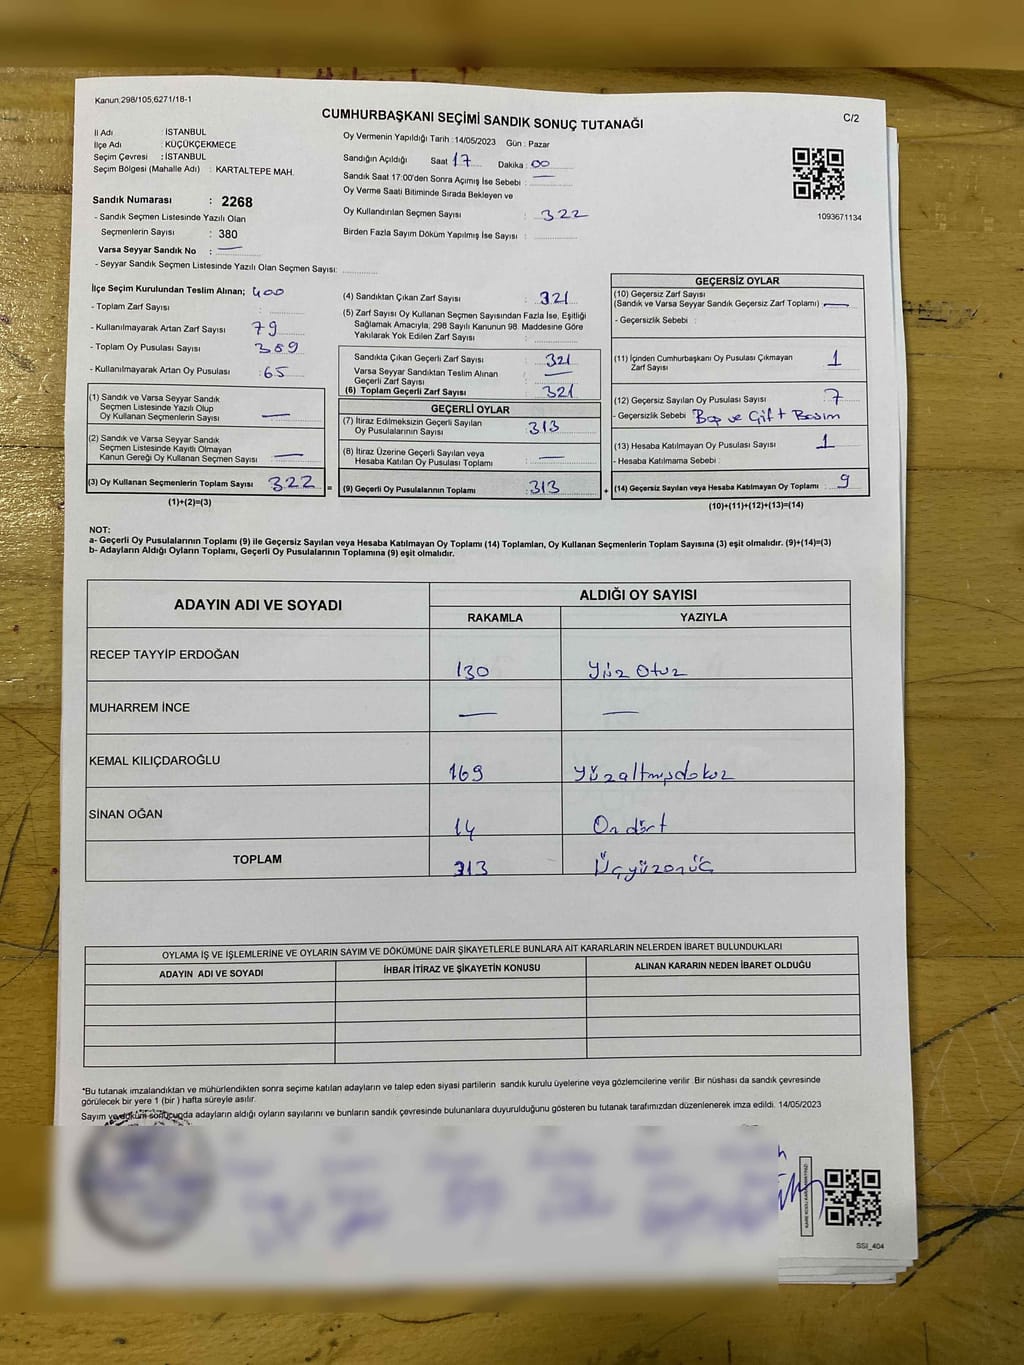 Kanun;298/105;6271/18-1
CUMHURBAŞKANI SEÇİMİ SANDIK SONUÇ TUTANAĞI
C/2
İl Adı : İSTANBUL
İlçe Adı : KÜÇÜKÇEKMECE
Seçim Çevresi : İSTANBUL
Seçim Bölgesi (Mahalle Adı) : KARTALTEPE MAH.
Sandık Numarası : 2268
- Sandık Seçmen Listesinde Yazılı Olan
Seçmenlerin Sayısı : 380
Varsa Seyyar Sandık No : —
- Seyyar Sandık Seçmen Listesinde Yazılı Olan Seçmen Sayısı:
Oy Vermenin Yapıldığı Tarih :14/05/2023 Gün : Pazar
Sandığın Açıldığı Saat 17 Dakika : 00
Sandık Saat 17:00'den Sonra Açımış İse Sebebi : —
Oy Verme Saati Bitiminde Sırada Bekleyen ve
Oy Kullandırılan Seçmen Sayısı : 322
Birden Fazla Sayım Döküm Yapılmış İse Sayısı :
1093671134
İlçe Seçim Kurulundan Teslim Alınan; 400
- Toplam Zarf Sayısı :
- Kullanılmayarak Artan Zarf Sayısı : 79
- Toplam Oy Pusulası Sayısı : 389
- Kullanılmayarak Artan Oy Pusulası : 65
(1) Sandık ve Varsa Seyyar Sandık
Seçmen Listesinde Yazılı Olup
Oy Kullanan Seçmenlerin Sayısı : —
(2) Sandık ve Varsa Seyyar Sandık
Seçmen Listesinde Kayıtlı Olmayan
Kanun Gereği Oy Kullanan Seçmen Sayısı : —
(3) Oy Kullanan Seçmenlerin Toplam Sayısı : 322 =
(1)+(2)=(3)
(4) Sandıktan Çıkan Zarf Sayısı : 321
(5) Zarf Sayısı Oy Kullanan Seçmen Sayısından Fazla İse, Eşitliği
Sağlamak Amacıyla, 298 Sayılı Kanunun 98. Maddesine Göre
Yakılarak Yok Edilen Zarf Sayısı :
Sandıkta Çıkan Geçerli Zarf Sayısı : 321
Varsa Seyyar Sandıktan Teslim Alınan
Geçerli Zarf Sayısı : —
(6) Toplam Geçerli Zarf Sayısı : 321
GEÇERLİ OYLAR
(7) İtiraz Edilmeksizin Geçerli Sayılan
Oy Pusulalarının Sayısı : 313
(8) İtiraz Üzerine Geçerli Sayılan veya
Hesaba Katılan Oy Pusulası Toplamı : —
(9) Geçerli Oy Pusulalarının Toplamı : 313 +
GEÇERSİZ OYLAR
(10) Geçersiz Zarf Sayısı
(Sandık ve Varsa Seyyar Sandık Geçersiz Zarf Toplamı) : —
- Geçersizlik Sebebi :
(11) İçinden Cumhurbaşkanı Oy Pusulası Çıkmayan
Zarf Sayısı : 1
(12) Geçersiz Sayılan Oy Pusulası Sayısı : 7
- Geçersizlik Sebebi : Boş ve Çift Basım
(13) Hesaba Katılmayan Oy Pusulası Sayısı : 1
- Hesaba Katılmama Sebebi :
(14) Geçersiz Sayılan veya Hesaba Katılmayan Oy Toplamı : 9
(10)+(11)+(12)+(13)=(14)
NOT:
a- Geçerli Oy Pusulalarının Toplamı (9) ile Geçersiz Sayılan veya Hesaba Katılmayan Oy Toplamı (14) Toplamları, Oy Kullanan Seçmenlerin Toplam Sayısına (3) eşit olmalıdır. (9)+(14)=(3)
b- Adayların Aldığı Oyların Toplamı, Geçerli Oy Pusulalarının Toplamına (9) eşit olmalıdır.
ADAYIN ADI VE SOYADI ALDIĞI OY SAYISI
RAKAMLA YAZIYLA
RECEP TAYYİP ERDOĞAN 130 Yüz Otuz
MUHARREM İNCE — —
KEMAL KILIÇDAROĞLU 169 Yüzaltmışdokuz
SİNAN OĞAN 14 On dört
TOPLAM 313 Üçyüzonüç
OYLAMA İŞ VE İŞLEMLERİNE VE OYLARIN SAYIM VE DÖKÜMÜNE DAİR ŞİKAYETLERLE BUNLARA AİT KARARLARIN NELERDEN İBARET BULUNDUKLARI
ADAYIN ADI VE SOYADI İHBAR İTİRAZ VE ŞİKAYETİN KONUSU ALINAN KARARIN NEDEN İBARET OLDUĞU
*Bu tutanak imzalandıktan ve mühürlendikten sonra seçime katılan adayların ve talep eden siyasi partilerin sandık kurulu üyelerine veya gözlemcilerine verilir .Bir nüshası da sandık çevresinde
görülecek bir yere 1 (bir ) hafta süreyle asılır.
Sayım ve döküm sonucunda adayların aldığı oyların sayılarını ve bunların sandık çevresinde bulunanlara duyurulduğunu gösteren bu tutanak tarafımızdan düzenlenerek imza edildi. 14/05/2023
SSI_404